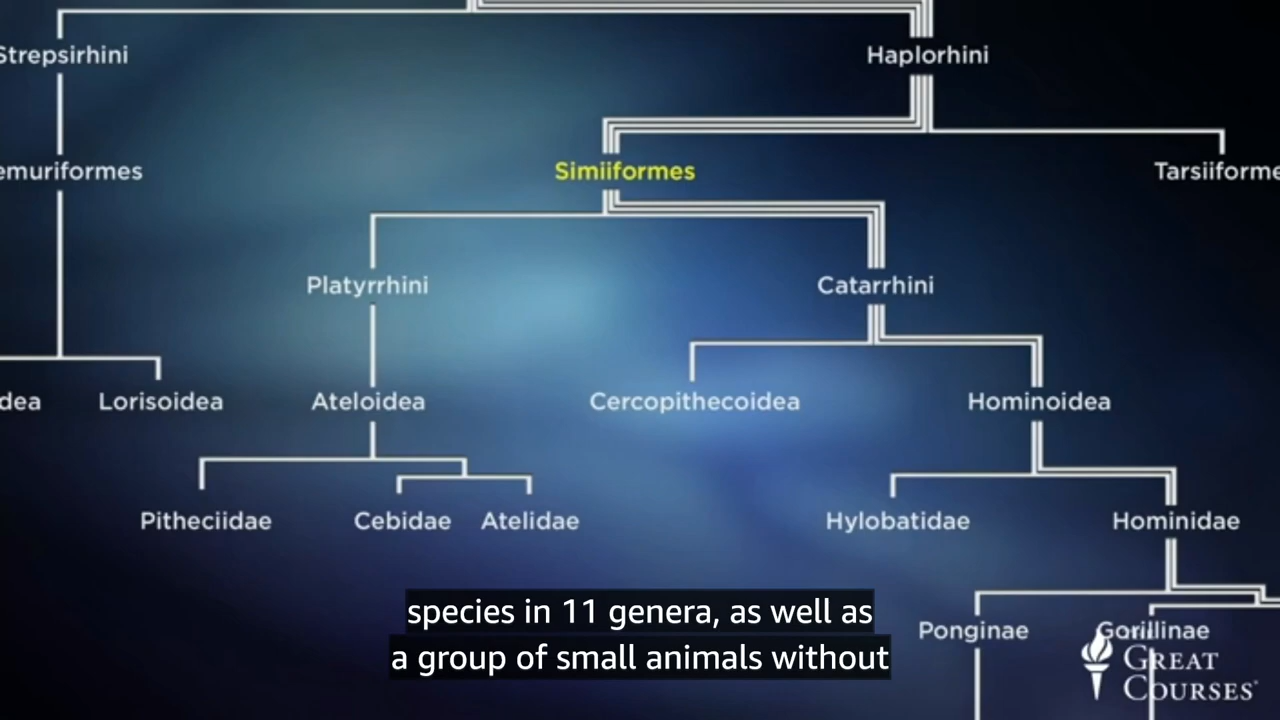 Strepsirhini
Haplorhini
emuriformes
Simiiformes
Tarsiiforme
Platyrrhini
Catarrhini
dea
Lorisoidea
Ateloidea
Cercopithecoidea
Hominoidea
Pitheciidae
Cebidae
Atelidae
Hylobatidae
Hominidae
species in 11 genera, as well as
a group of small animals without
Ponginae
Gorillinae
THE
GREAT
COURSES